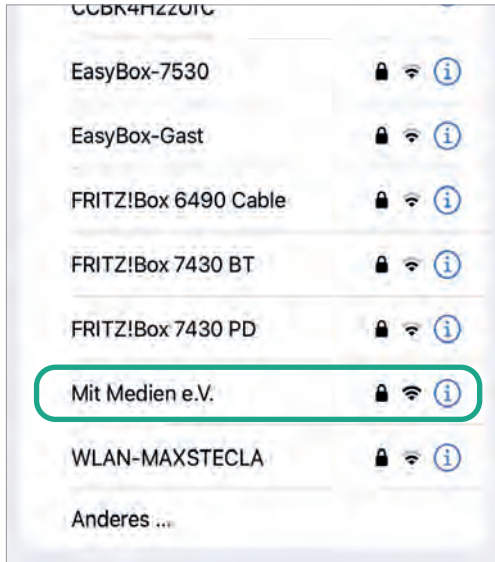 EasyBox-7530
EasyBox-Gast
FRITZ!Box 6490 Cable
FRITZ!Box 7430 BT
FRITZ!Box 7430 PD
Mit Medien e.V.
WLAN-MAXSTECLA
Anderes ...